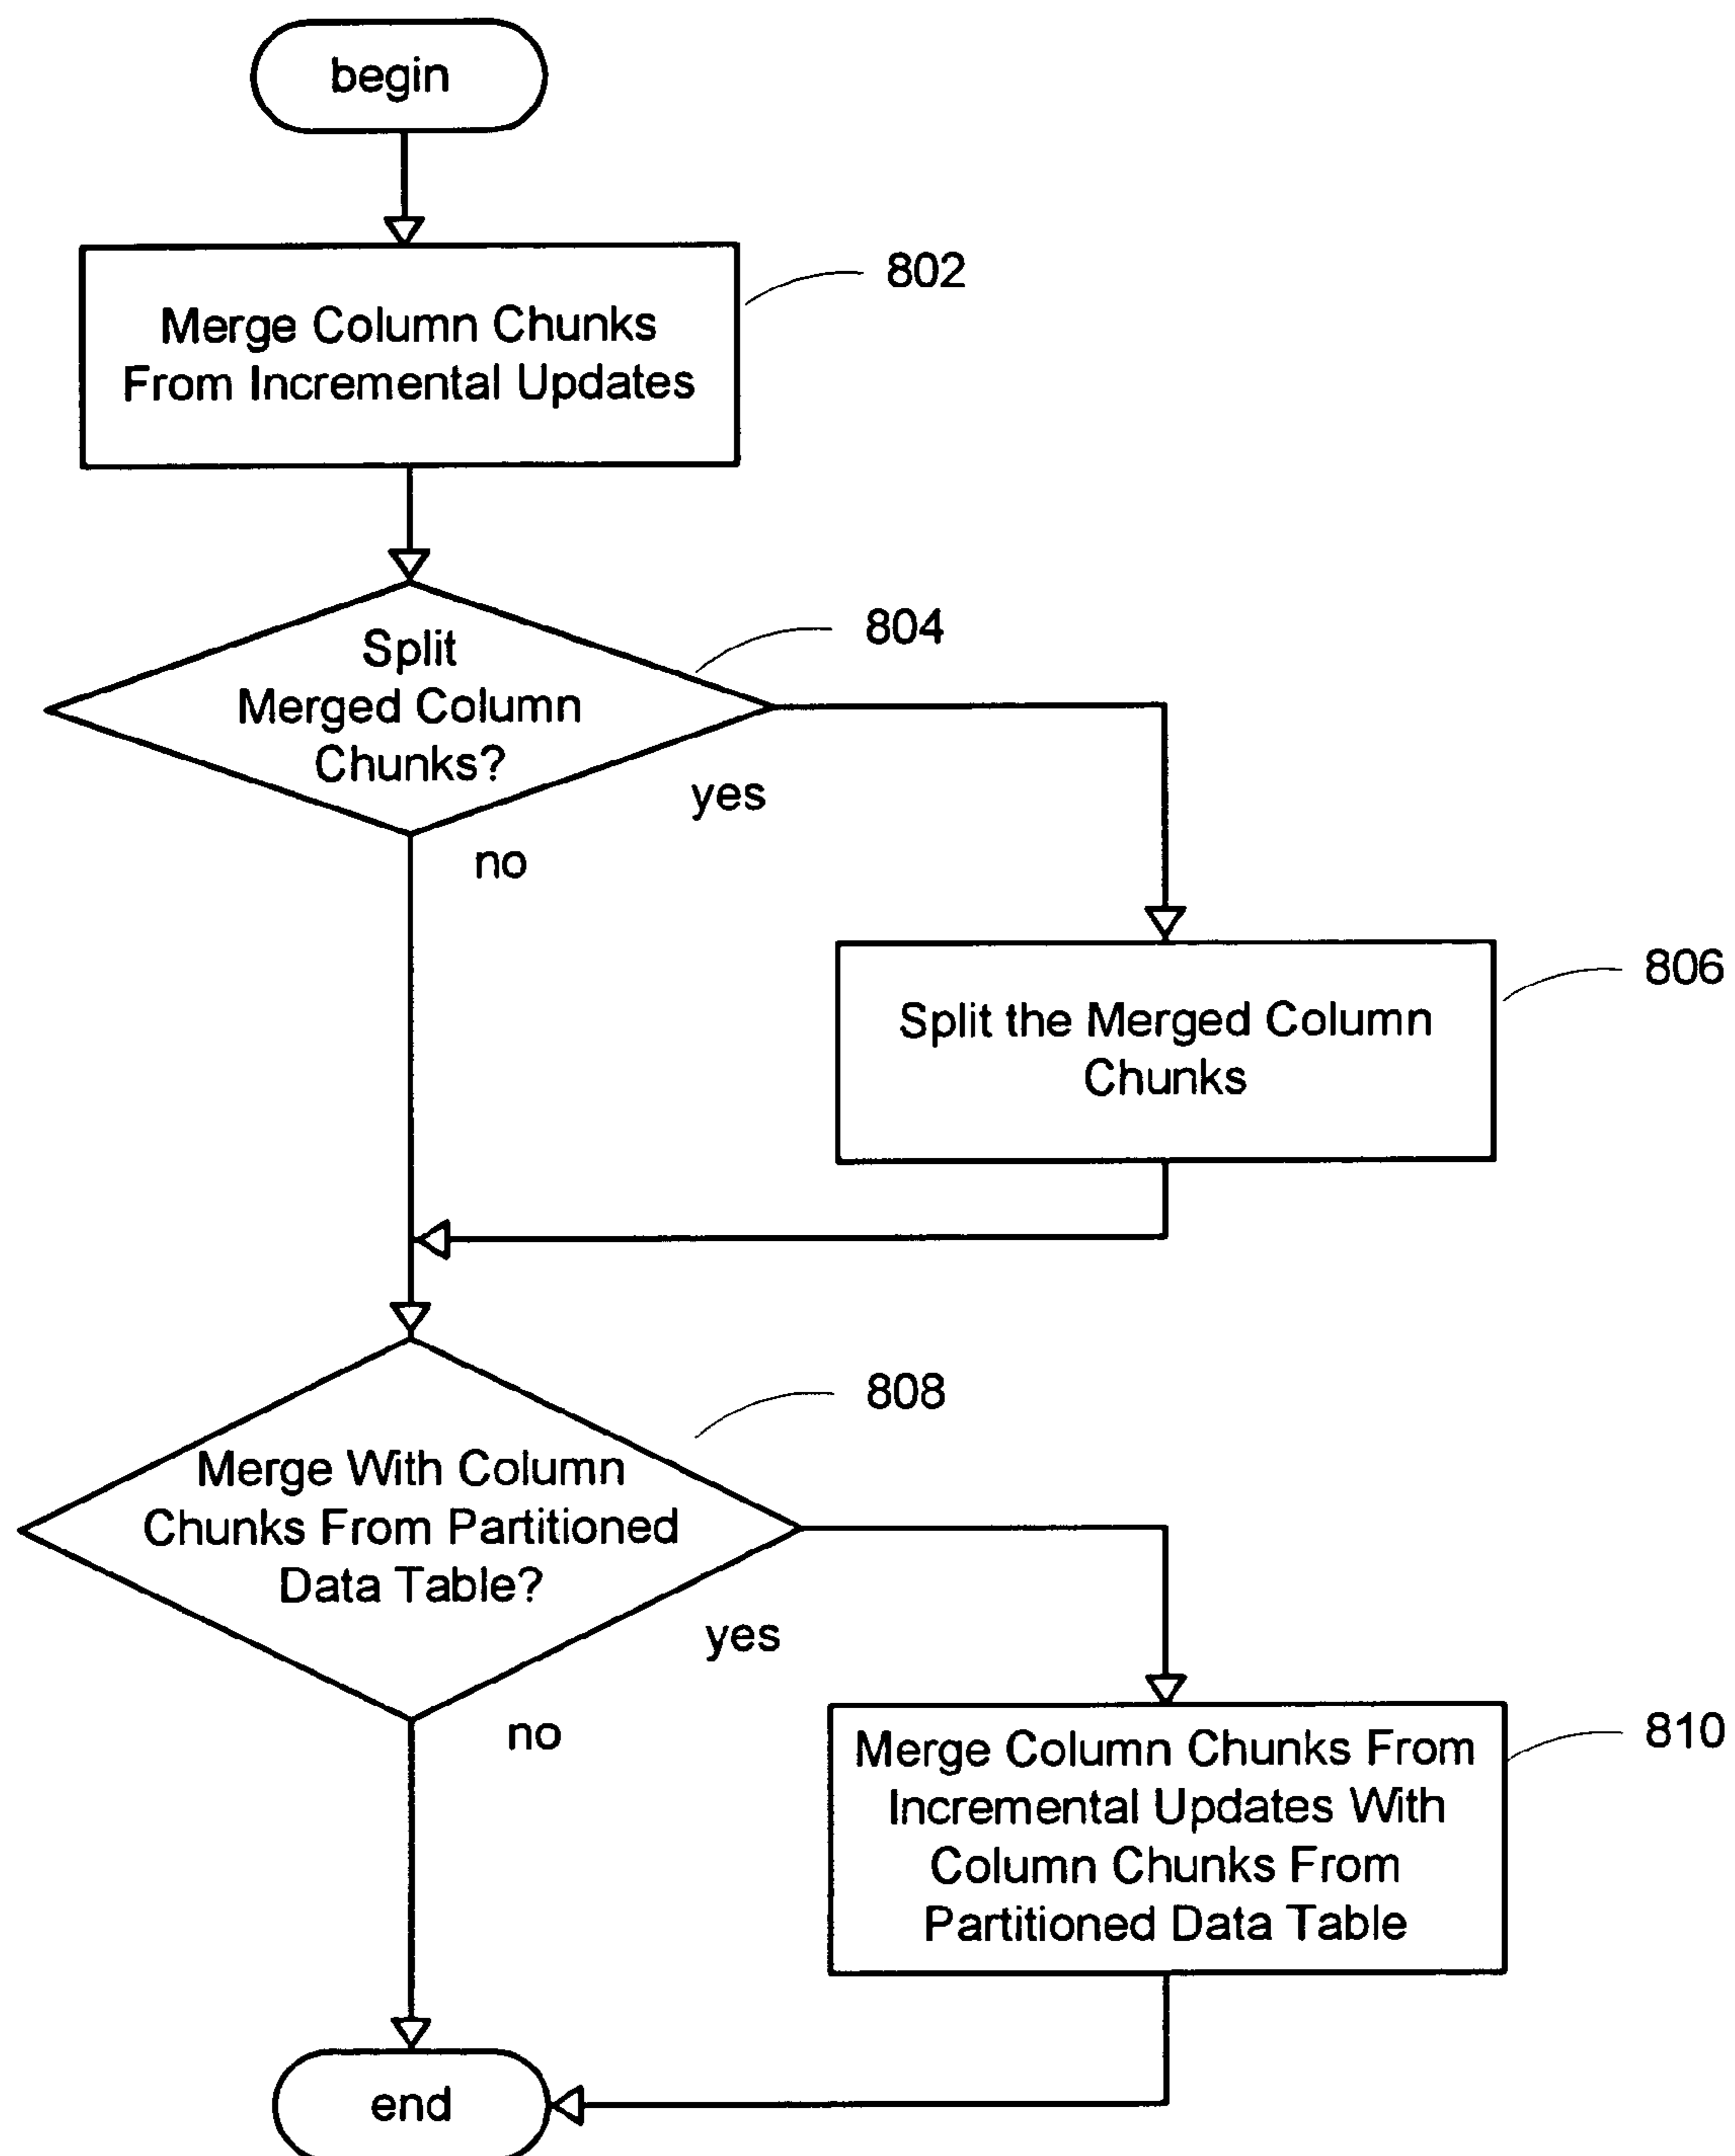 begin
802
Merge Column Chunks
From Incremental Updates
804
Split
Merged Column
Chunks?
yes
no
806
Split the Merged Column
Chunks
808
Merge With Column
Chunks From Partitioned
Data Table?
yes
no
810
Merge Column Chunks From
Incremental Updates With
Column Chunks From
Partitioned Data Table
end